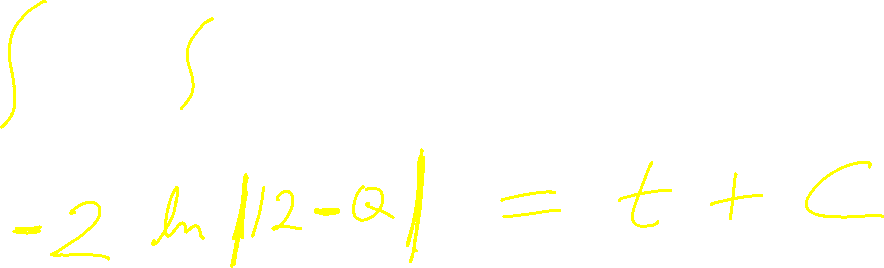 ∫ ∫
-2 ln|12-Q| = t + C